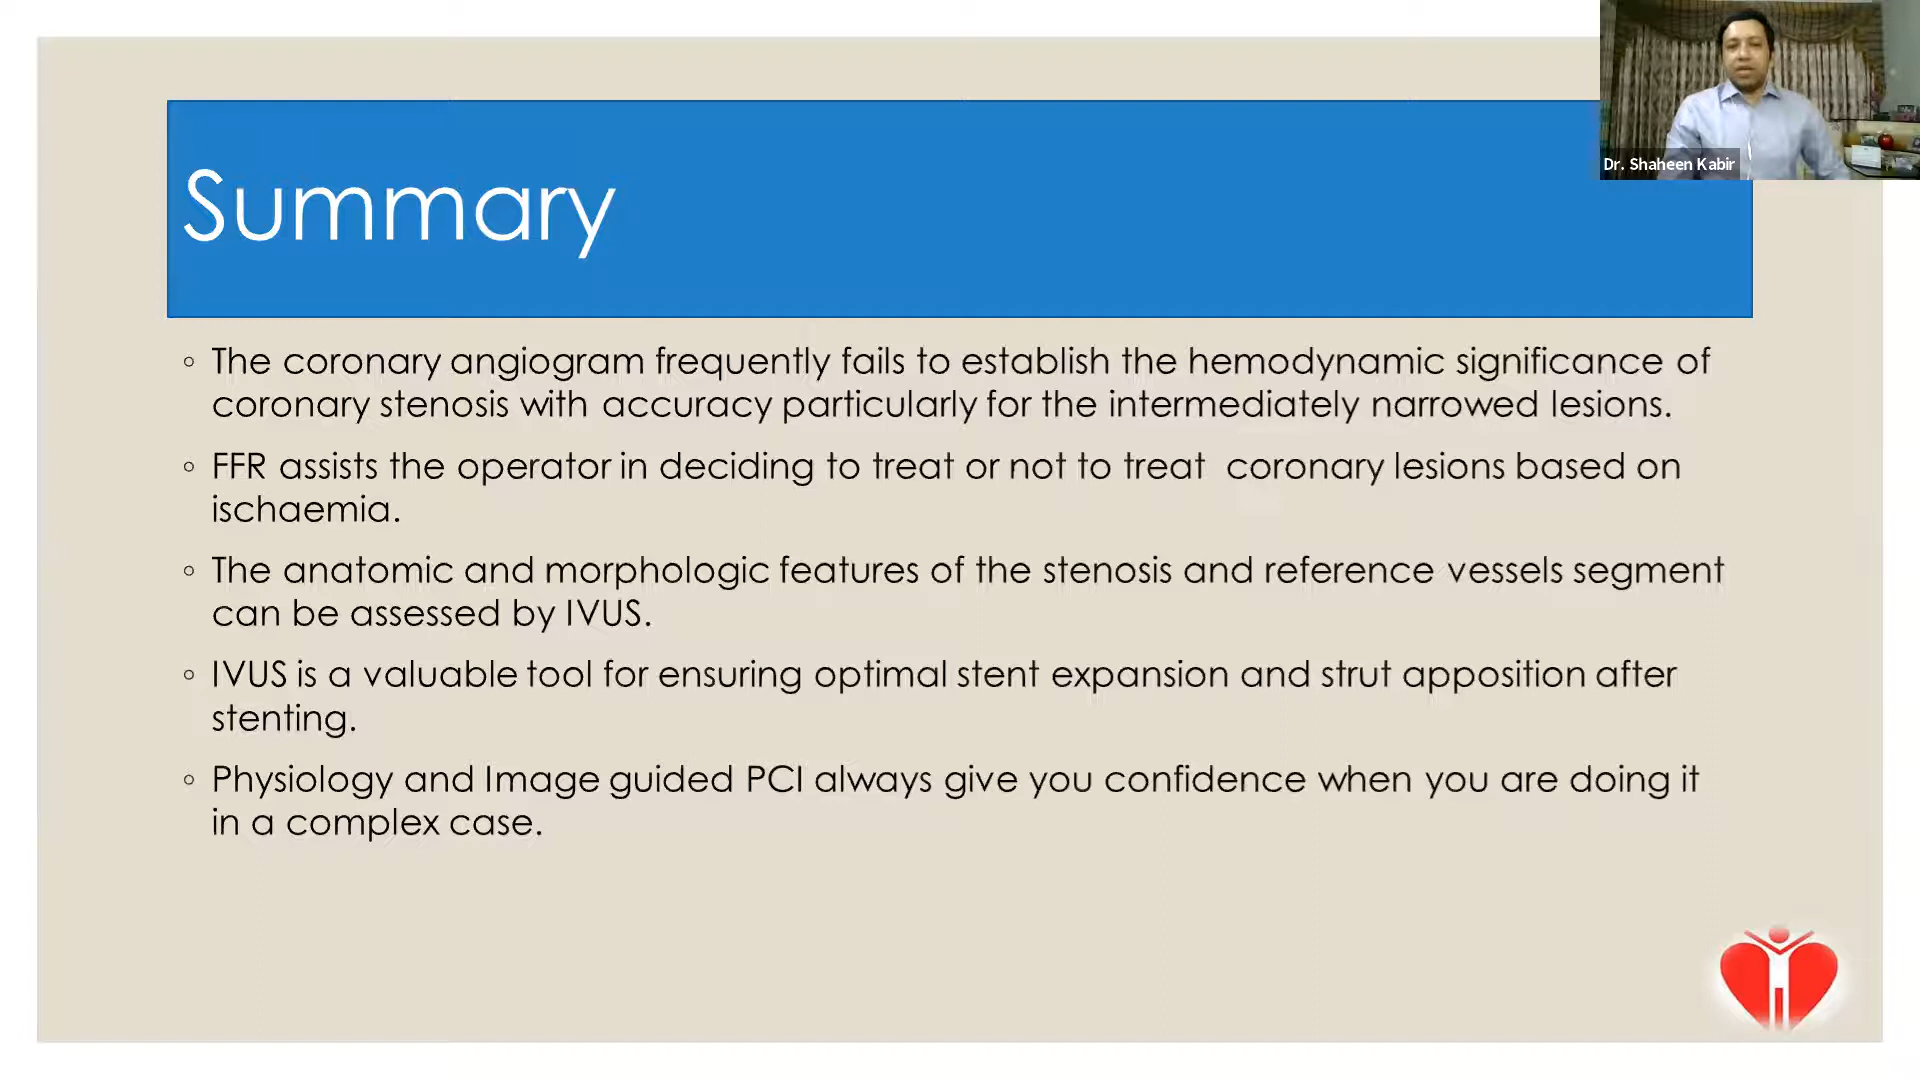 Dr. Shaheen Kabir
Summary
◦ The coronary angiogram frequently fails to establish the hemodynamic significance of
coronary stenosis with accuracy particularly for the intermediately narrowed lesions.
◦ FFR assists the operator in deciding to treat or not to treat coronary lesions based on
ischaemia.
◦ The anatomic and morphologic features of the stenosis and reference vessels segment
can be assessed by IVUS.
◦ IVUS is a valuable tool for ensuring optimal stent expansion and strut apposition after
stenting.
◦ Physiology and Image guided PCI always give you confidence when you are doing it
in a complex case.